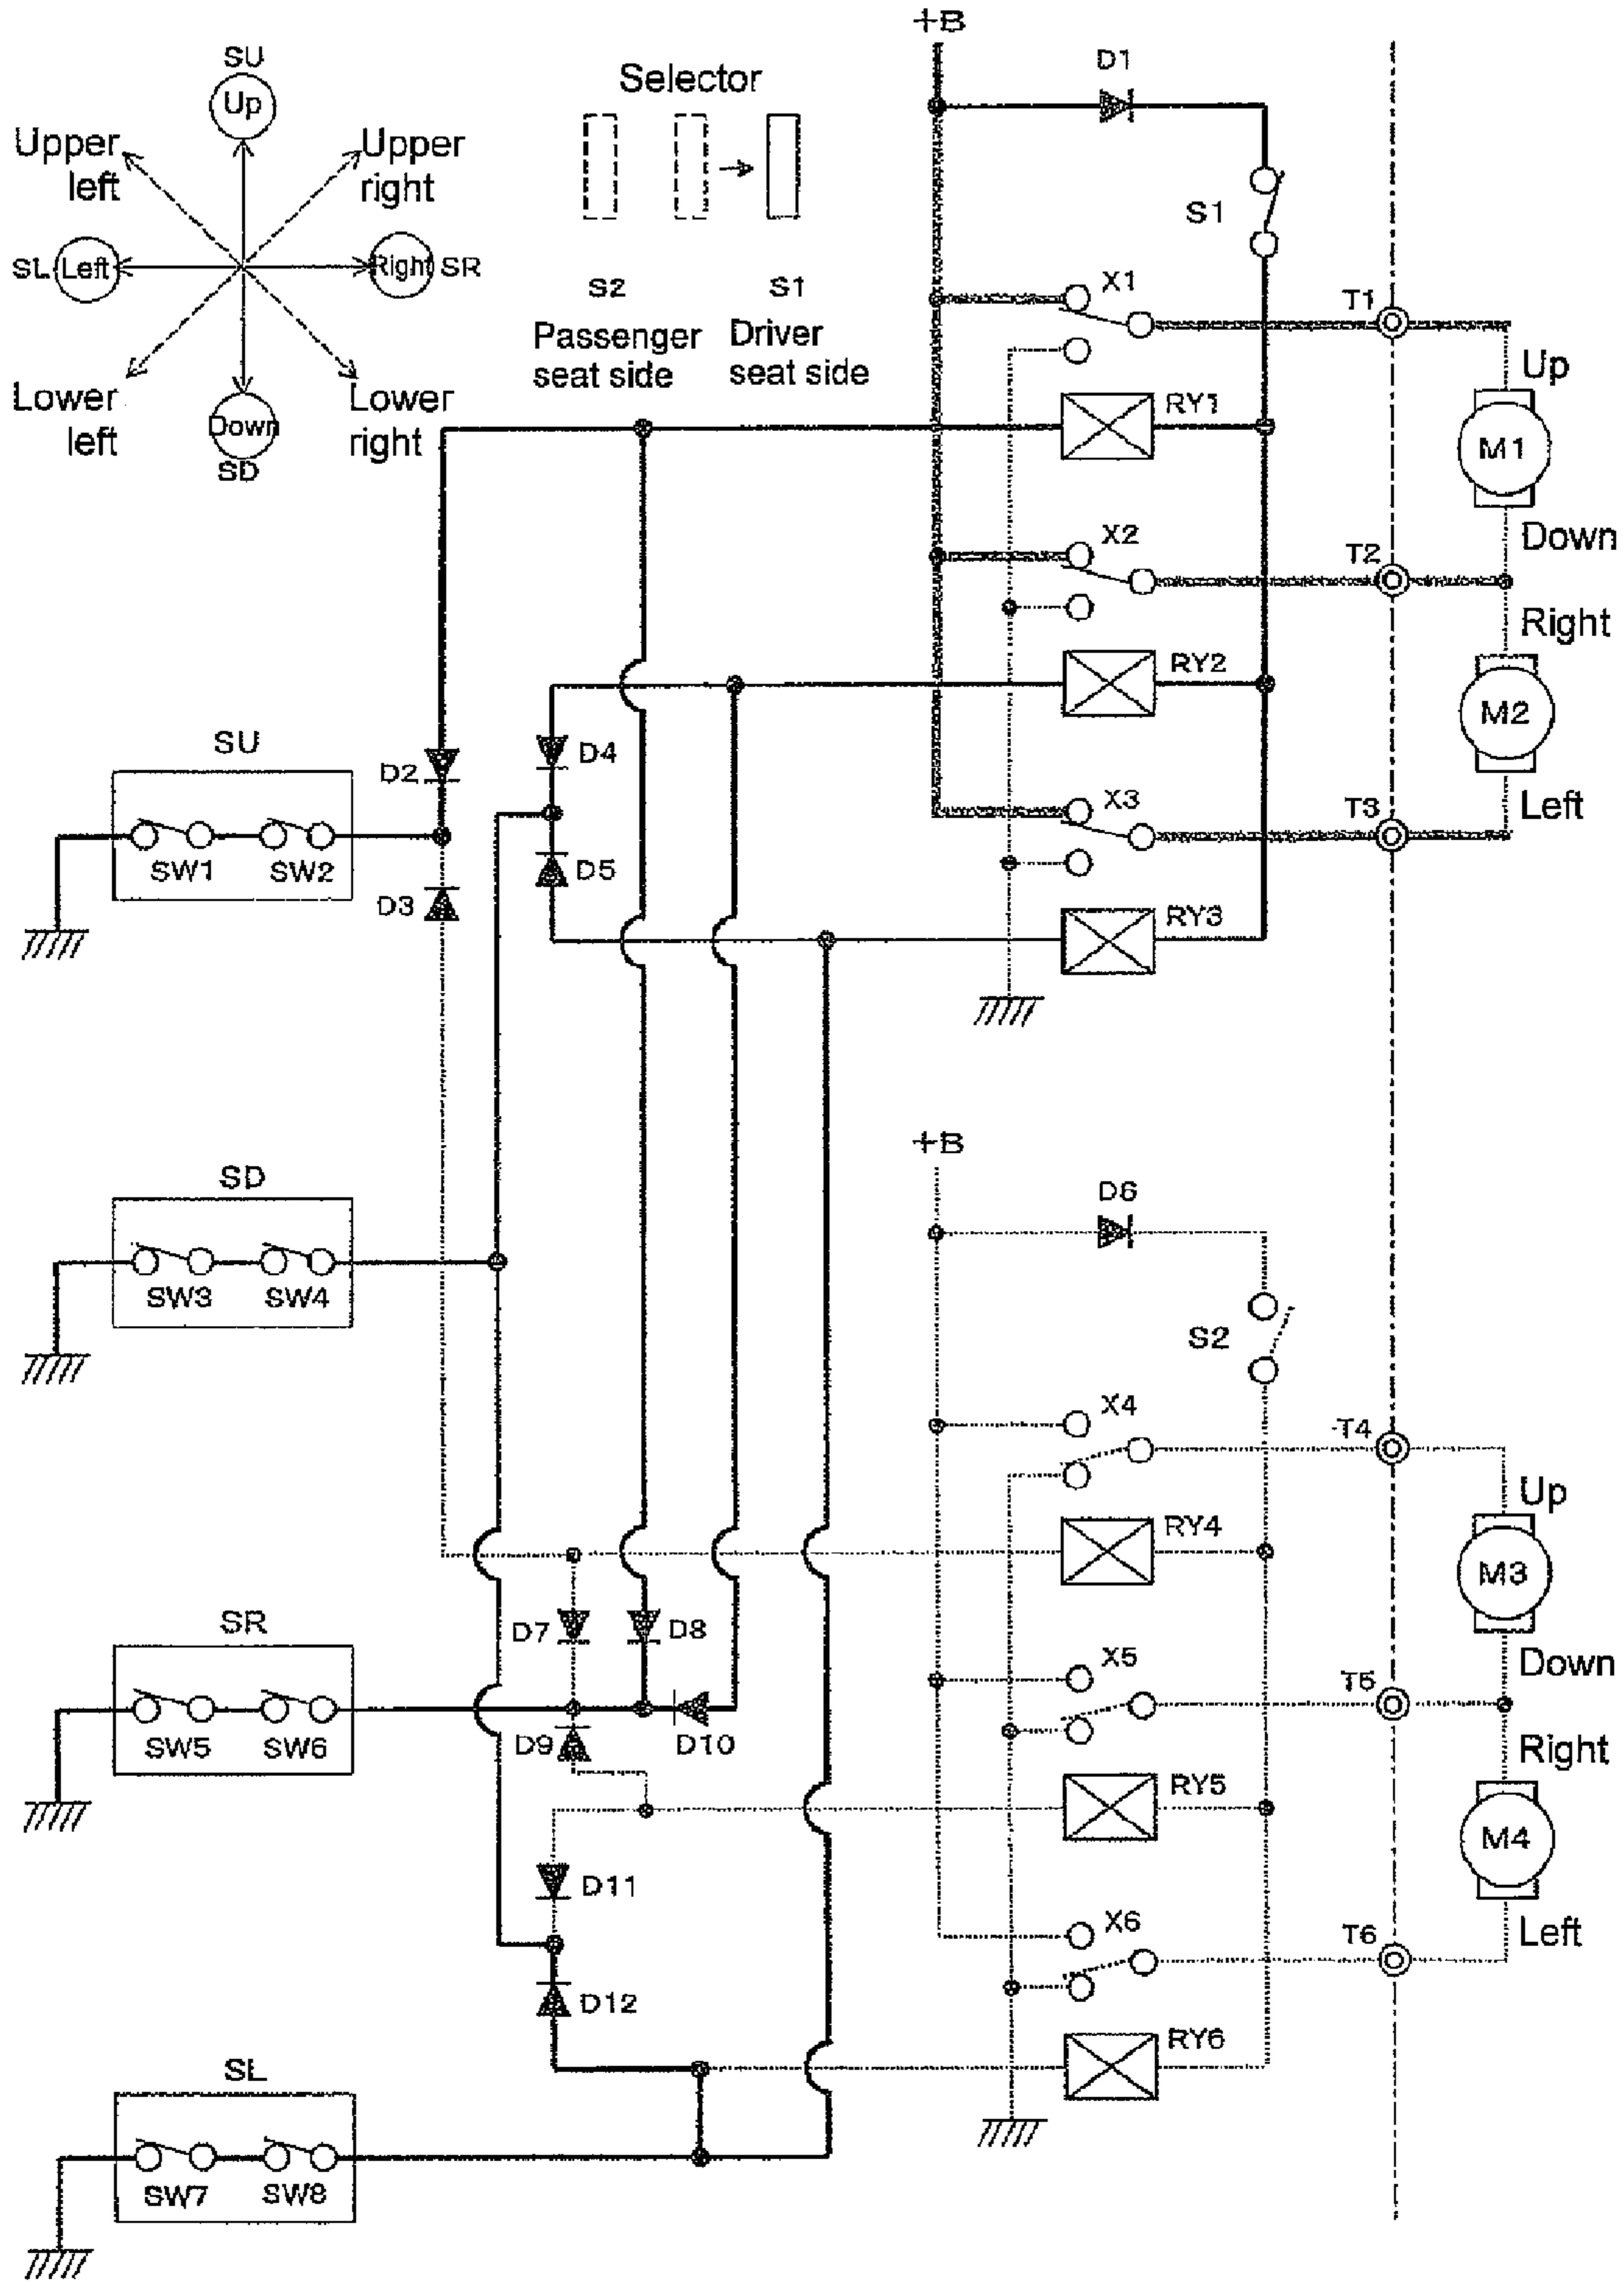 +B
SU
Up
Selector
D1
Upper
left
Upper
right
S1
SL
Left
Right
SR
S2
S1
X1
T1
Passenger
seat side
Driver
seat side
Up
Lower
left
Down
SD
Lower
right
RY1
M1
X2
T2
Down
Right
RY2
M2
SU
D2
D4
X3
T3
Left
SW1
SW2
D5
D3
RY3
+B
SD
D6
SW3
SW4
S2
X4
T4
Up
RY4
M3
SR
D7
D8
X5
T5
Down
SW5
SW6
D9
D10
Right
RY5
M4
D11
X6
T6
Left
D12
RY6
SL
SW7
SW8